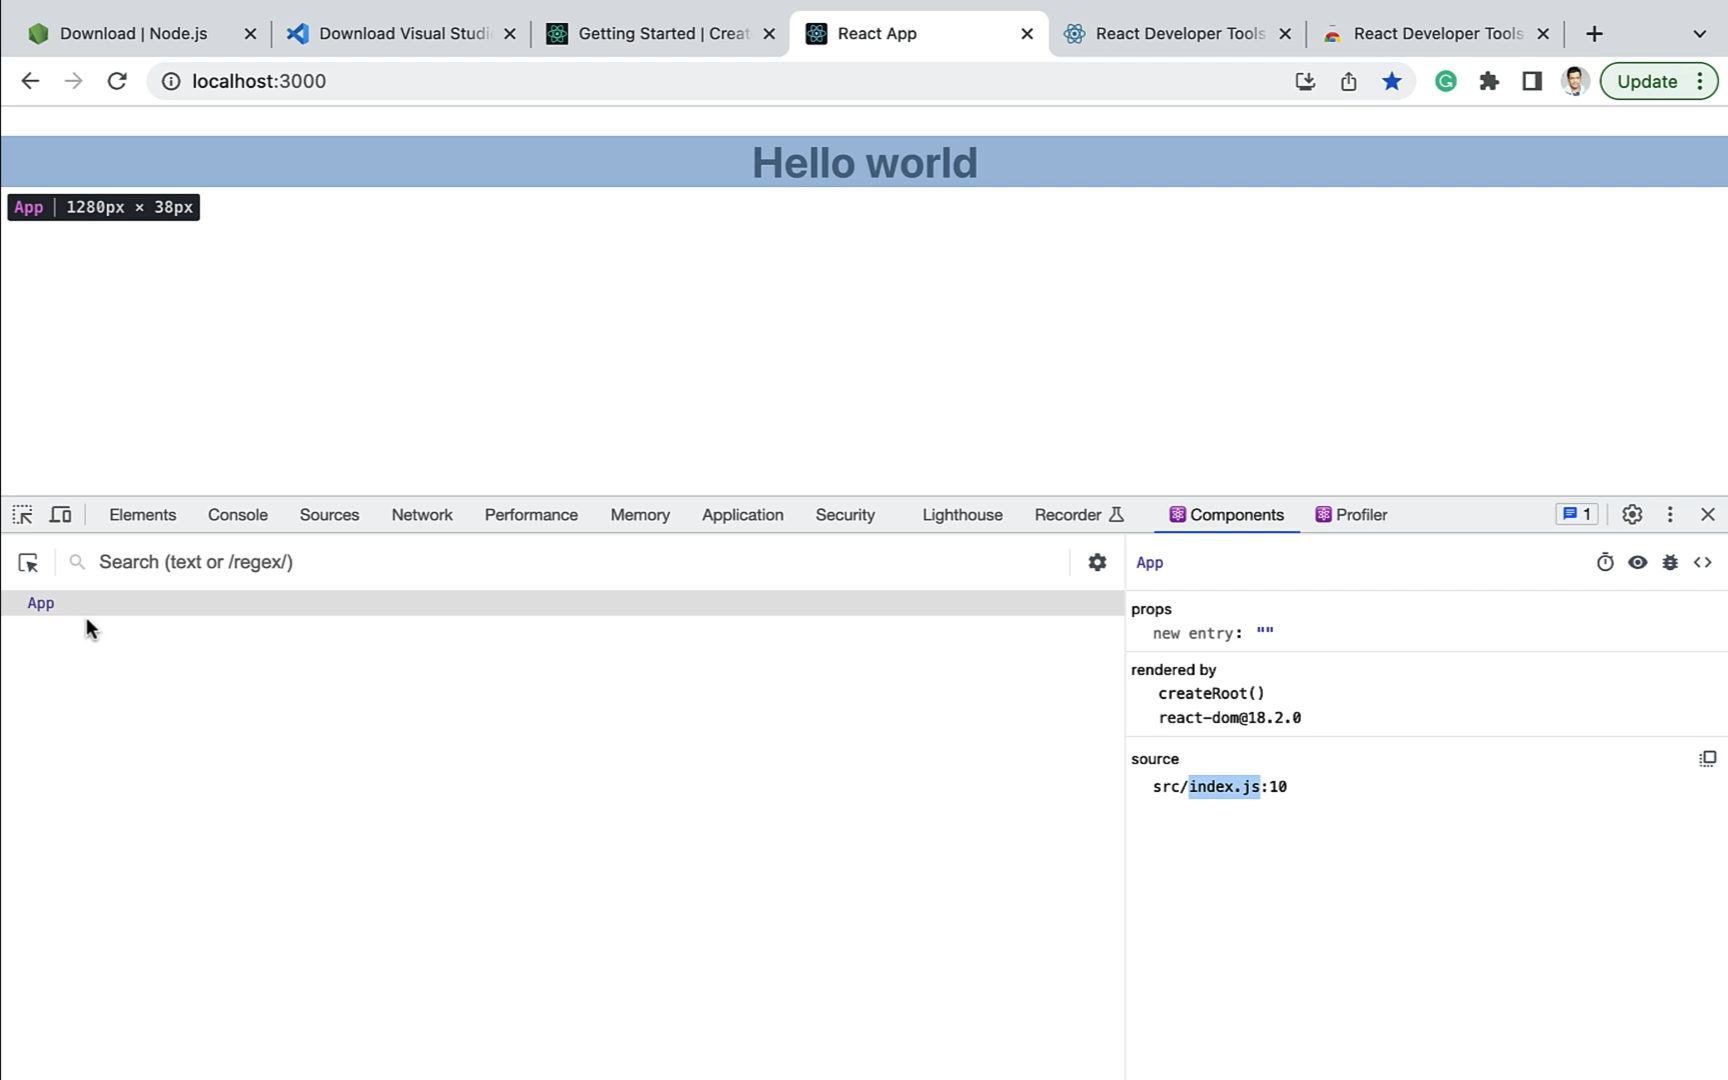 Download | Node.js
Download Visual Studi
Getting Started | Creat
React App
React Developer Tools
React Developer Tools
localhost:3000
Update
Hello world
App | 1280px × 38px
Elements Console Sources Network Performance Memory Application Security Lighthouse Recorder Components Profiler 1
Search (text or /regex/)
App
App
props
new entry: ""
rendered by
createRoot()
react-dom@18.2.0
source
src/index.js:10